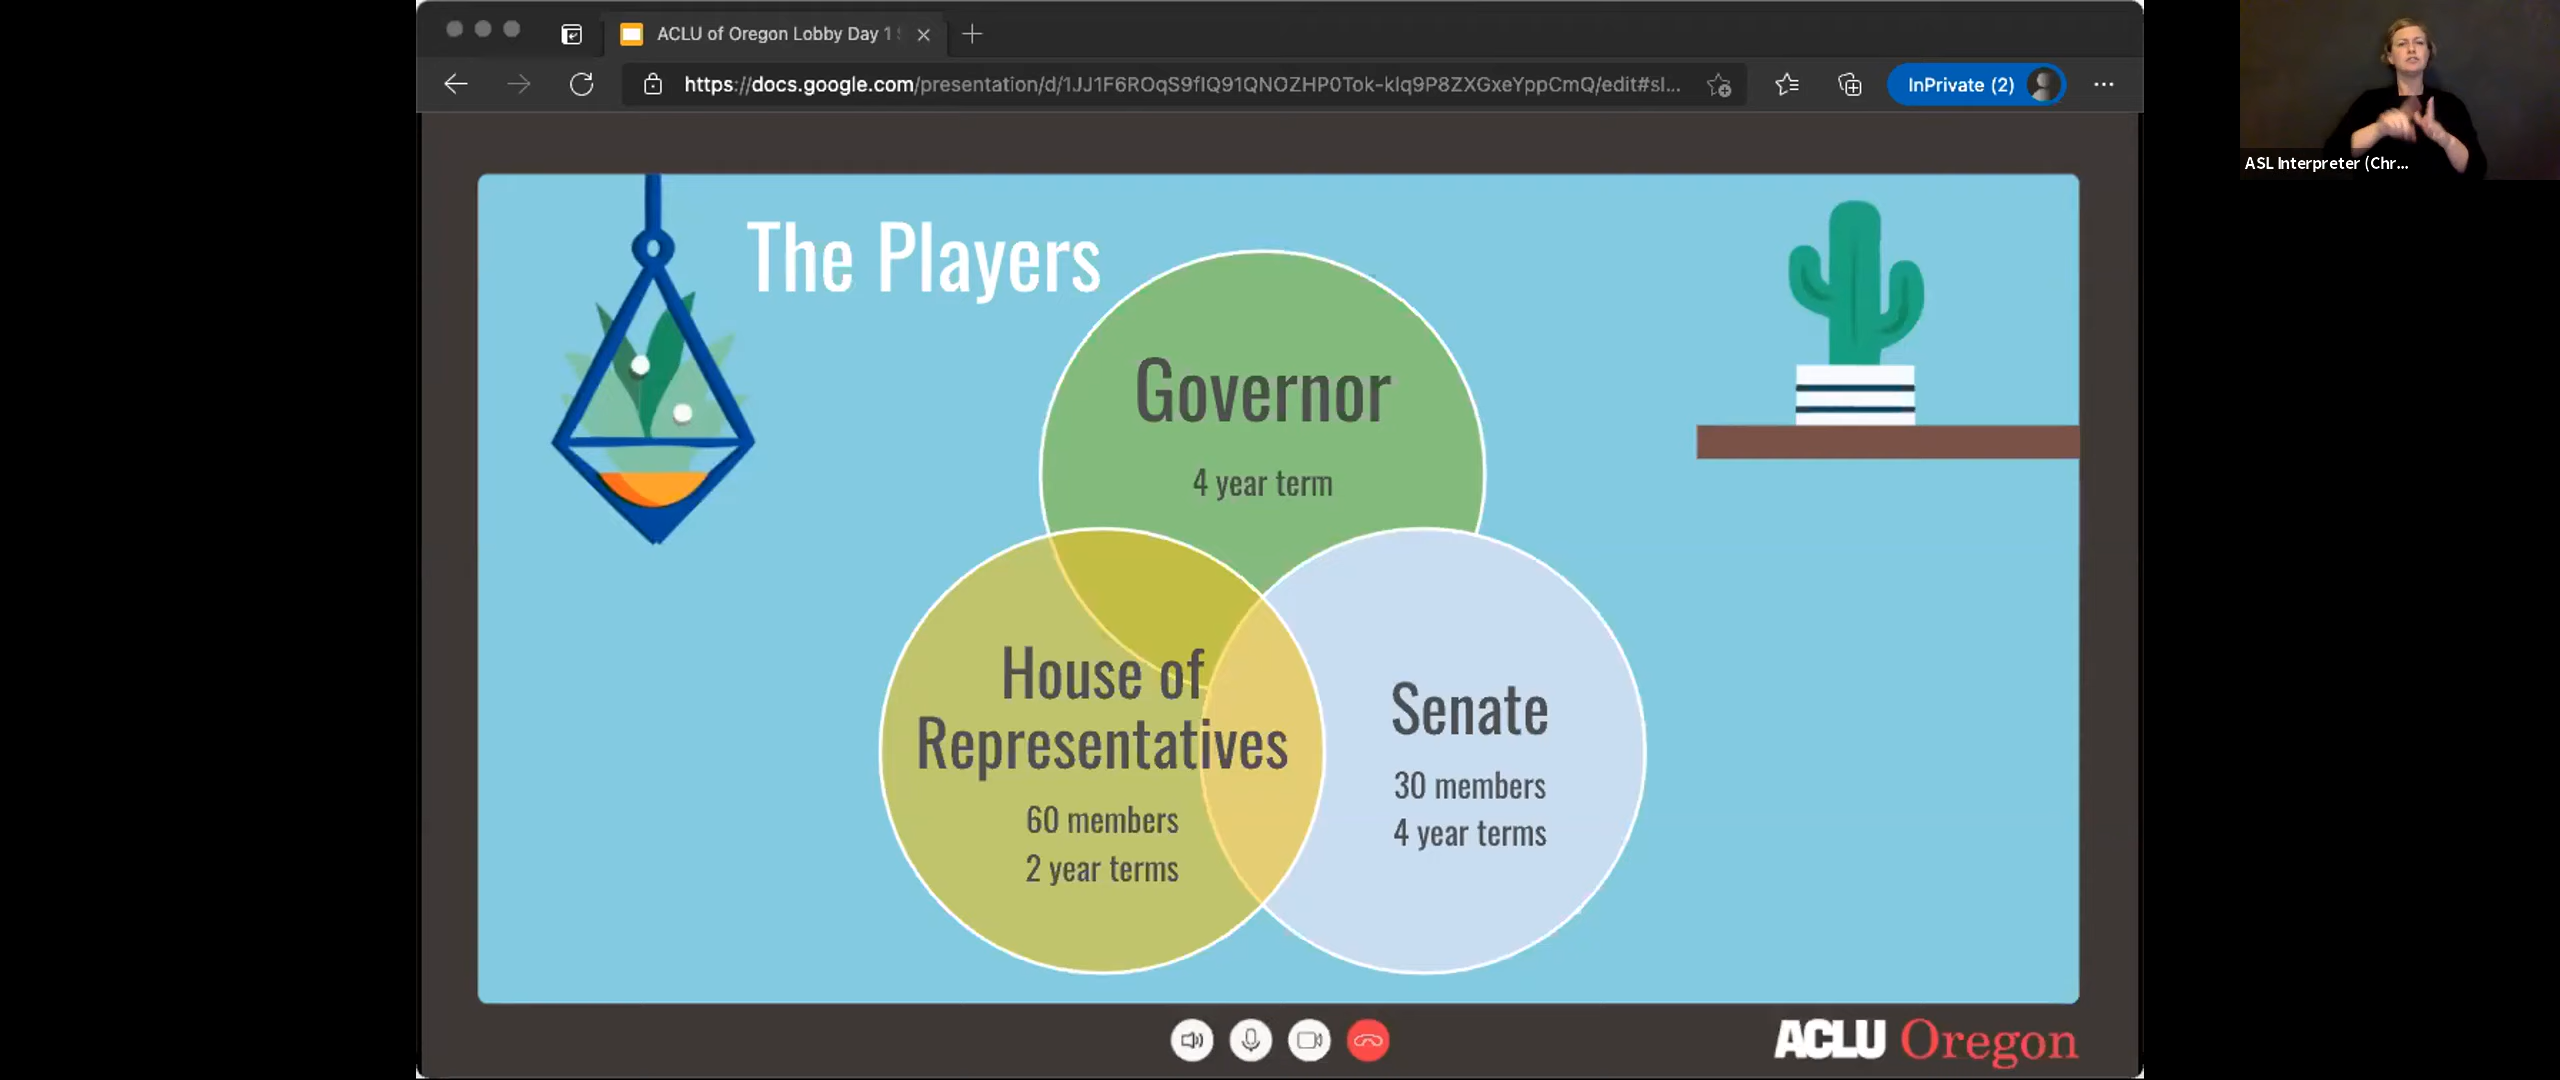 ACLU of Oregon Lobby Day 1
https://docs.google.com/presentation/d/1JJ1F6ROqS9fIQ91QNOZHP0Tok-kIq9P8ZXGxeYppCmQ/edit#sl...
InPrivate (2)
ASL Interpreter (Chr...
The Players
Governor
4 year term
House of
Representatives
60 members
2 year terms
Senate
30 members
4 year terms
ACLU Oregon